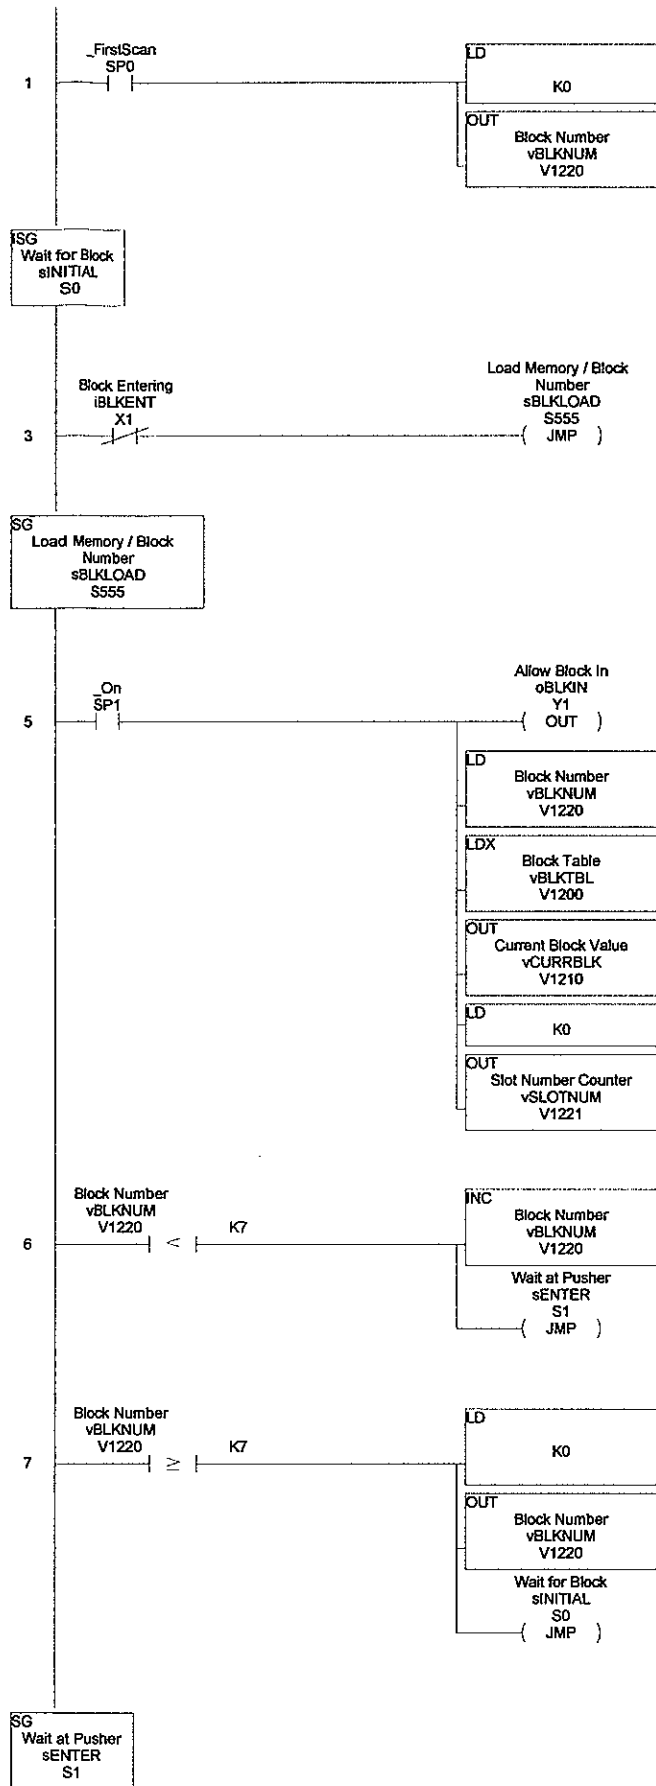 _FirstScan
SP0
1
LD
K0
OUT
Block Number
vBLKNUM
V1220
ISG
Wait for Block
sINITIAL
S0
Block Entering
iBLKENT
X1
3
Load Memory / Block
Number
sBLKLOAD
S555
( JMP )
SG
Load Memory / Block
Number
sBLKLOAD
S555
_On
SP1
5
Allow Block In
oBLKIN
Y1
( OUT )
LD
Block Number
vBLKNUM
V1220
LDX
Block Table
vBLKTBL
V1200
OUT
Current Block Value
vCURRBLK
V1210
LD
K0
OUT
Slot Number Counter
vSLOTNUM
V1221
Block Number
vBLKNUM
V1220 K7
6 <
INC
Block Number
vBLKNUM
V1220
Wait at Pusher
sENTER
S1
( JMP )
Block Number
vBLKNUM
V1220 K7
7 ≥
LD
K0
OUT
Block Number
vBLKNUM
V1220
Wait for Block
sINITIAL
S0
( JMP )
SG
Wait at Pusher
sENTER
S1